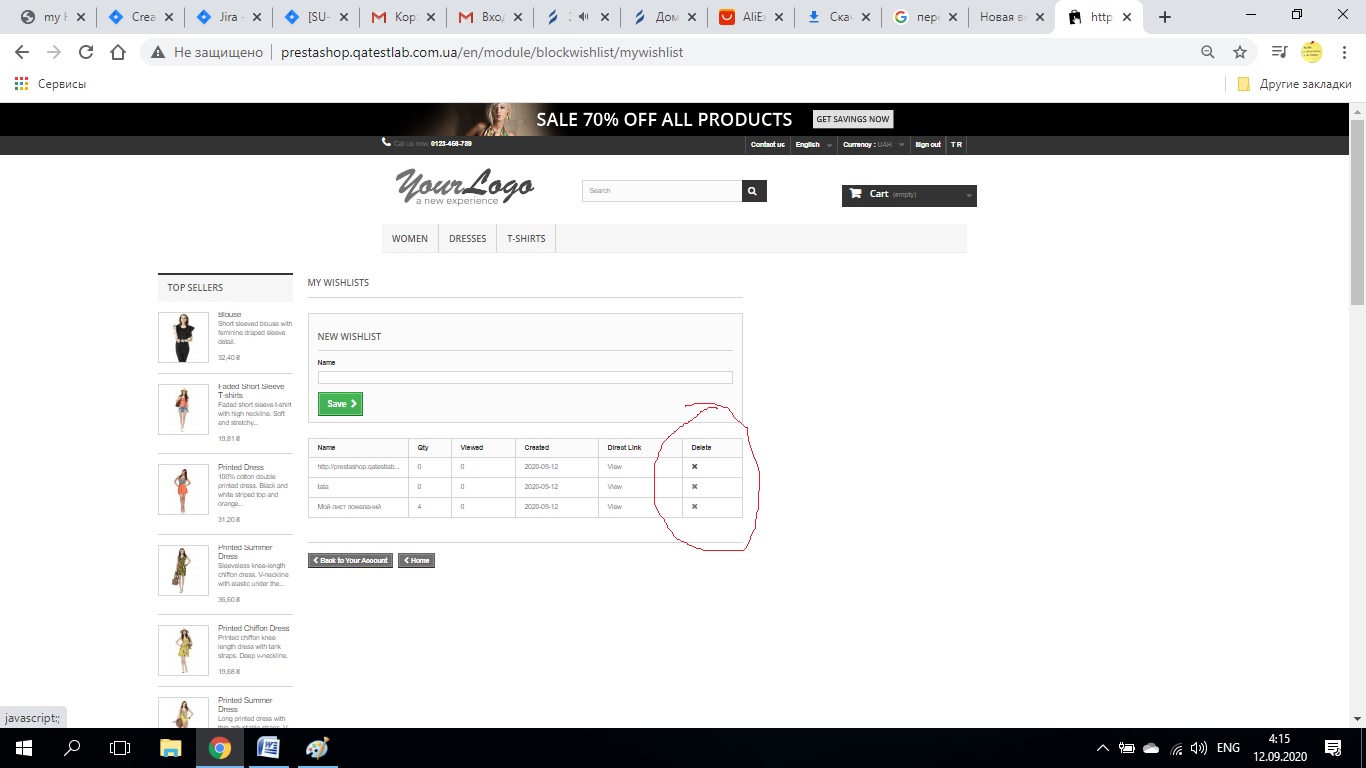 my H
Crea
Jira -
[SU-
Кор
Вход
Дом
AliEx
Скач
пере
Новая вк
http
Не защищено
prestashop.qatestlab.com.ua/en/module/blockwishlist/mywishlist
Сервисы
Другие закладки
SALE 70% OFF ALL PRODUCTS
GET SAVINGS NOW
Call us now: 0123-456-789
Contact us
English
Currency : UAH
Sign out
T R
YourLogo
a new experience
Search
Cart (empty)
WOMEN
DRESSES
T-SHIRTS
TOP SELLERS
Blouse
Short sleeved blouse with
feminine draped sleeve
detail.
32,40 ₴
Faded Short Sleeve
T-shirts
Faded short sleeve t-shirt
with high neckline. Soft
and stretchy...
19,81 ₴
Printed Dress
100% cotton double
printed dress. Black and
white striped top and
orange...
31,20 ₴
Printed Summer
Dress
Sleeveless knee-length
chiffon dress. V-neckline
with elastic under the...
36,60 ₴
Printed Chiffon Dress
Printed chiffon knee
length dress with tank
straps. Deep v-neckline.
19,68 ₴
Printed Summer
Dress
Long printed dress with
MY WISHLISTS
NEW WISHLIST
Name
Save
Name Qty Viewed Created Direct Link Delete
http://prestashop.qatestlab... 0 0 2020-09-12 View
tata 0 0 2020-09-12 View
Мой лист пожеланий 4 0 2020-09-12 View
Back to Your Account
Home
javascript:;
ENG
4:15
12.09.2020